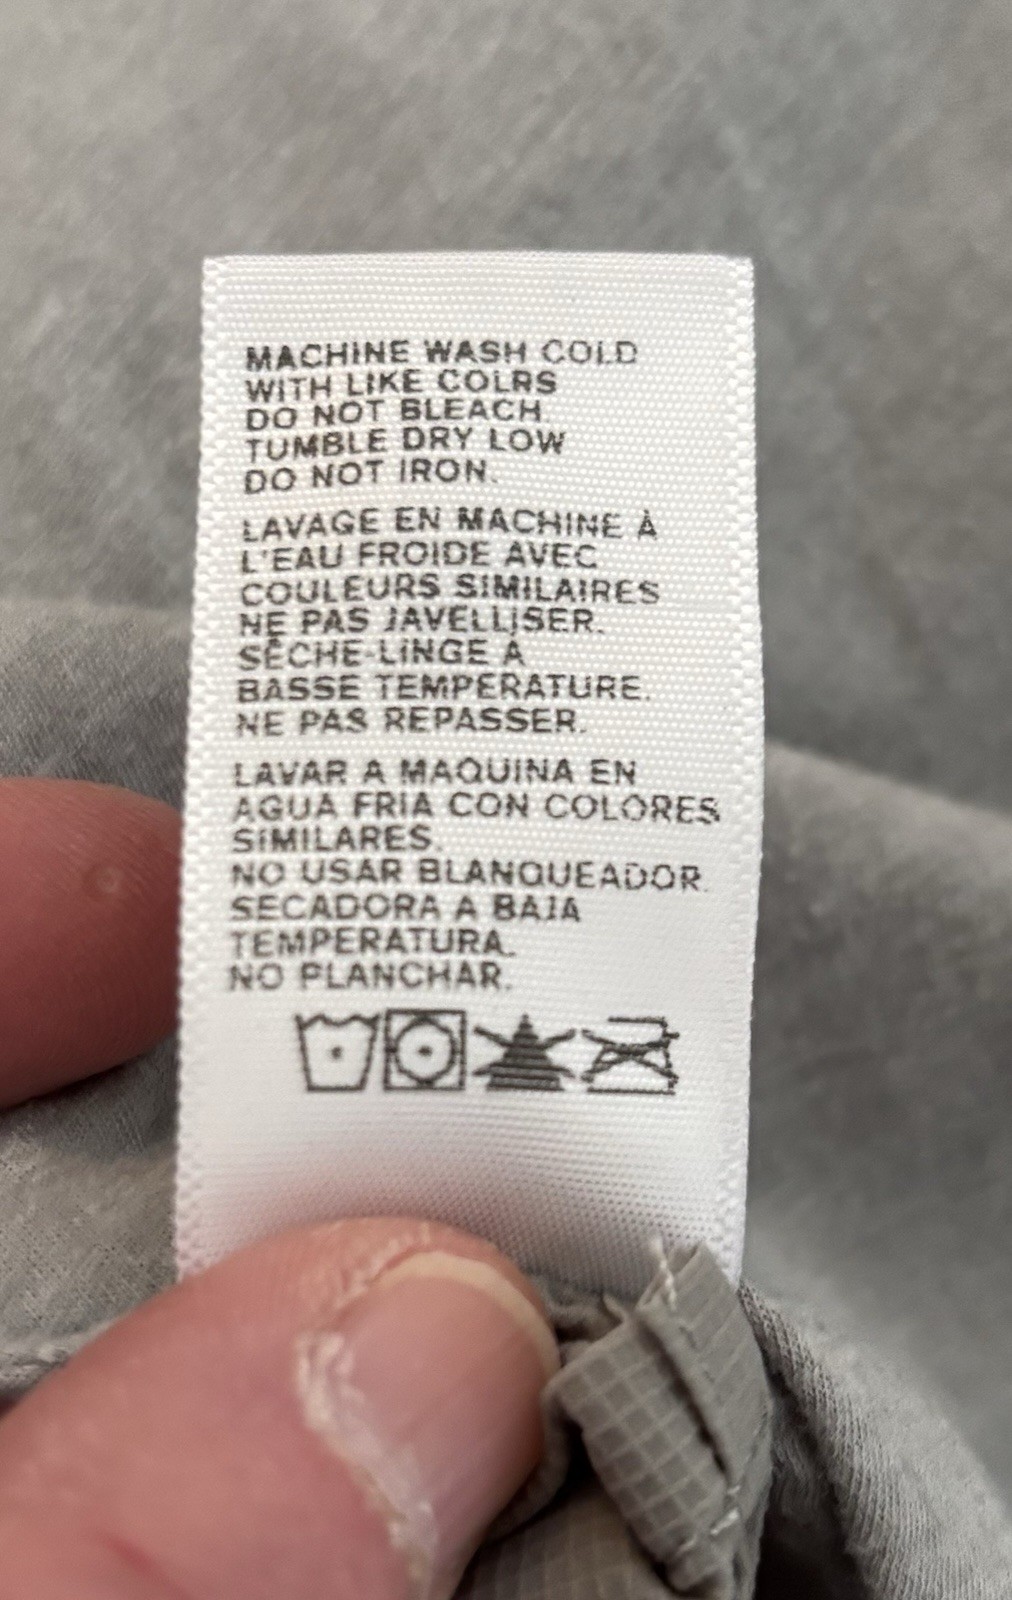 MACHINE WASH COLD
WITH LIKE COLRS
DO NOT BLEACH.
TUMBLE DRY LOW
DO NOT IRON.
LAVAGE EN MACHINE À
L'EAU FROIDE AVEC
COULEURS SIMILAIRES
NE PAS JAVELLISER.
SÈCHE-LINGE À
BASSE TEMPERATURE.
NE PAS REPASSER.
LAVAR A MAQUINA EN
AGUA FRIA CON COLORES
SIMILARES.
NO USAR BLANQUEADOR.
SECADORA A BAJA
TEMPERATURA.
NO PLANCHAR.